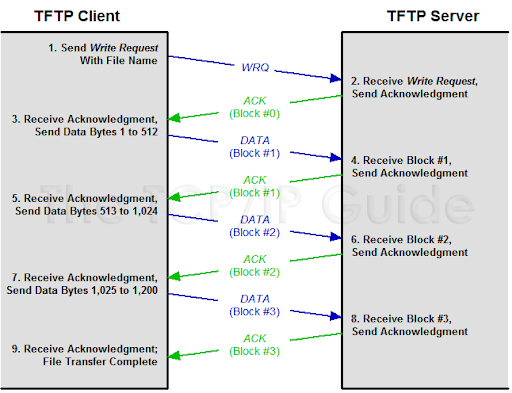 TFTP Client
TFTP Server
1. Send Write Request
With File Name
WRQ
2. Receive Write Request,
Send Acknowledgment
ACK
(Block #0)
3. Receive Acknowledgment,
Send Data Bytes 1 to 512
DATA
(Block #1)
4. Receive Block #1,
Send Acknowledgment
ACK
(Block #1)
5. Receive Acknowledgment,
Send Data Bytes 513 to 1,024
DATA
(Block #2)
6. Receive Block #2,
Send Acknowledgment
ACK
(Block #2)
7. Receive Acknowledgment,
Send Data Bytes 1,025 to 1,200
DATA
(Block #3)
8. Receive Block #3,
Send Acknowledgment
ACK
(Block #3)
9. Receive Acknowledgment;
File Transfer Complete
The TCP/IP Guide